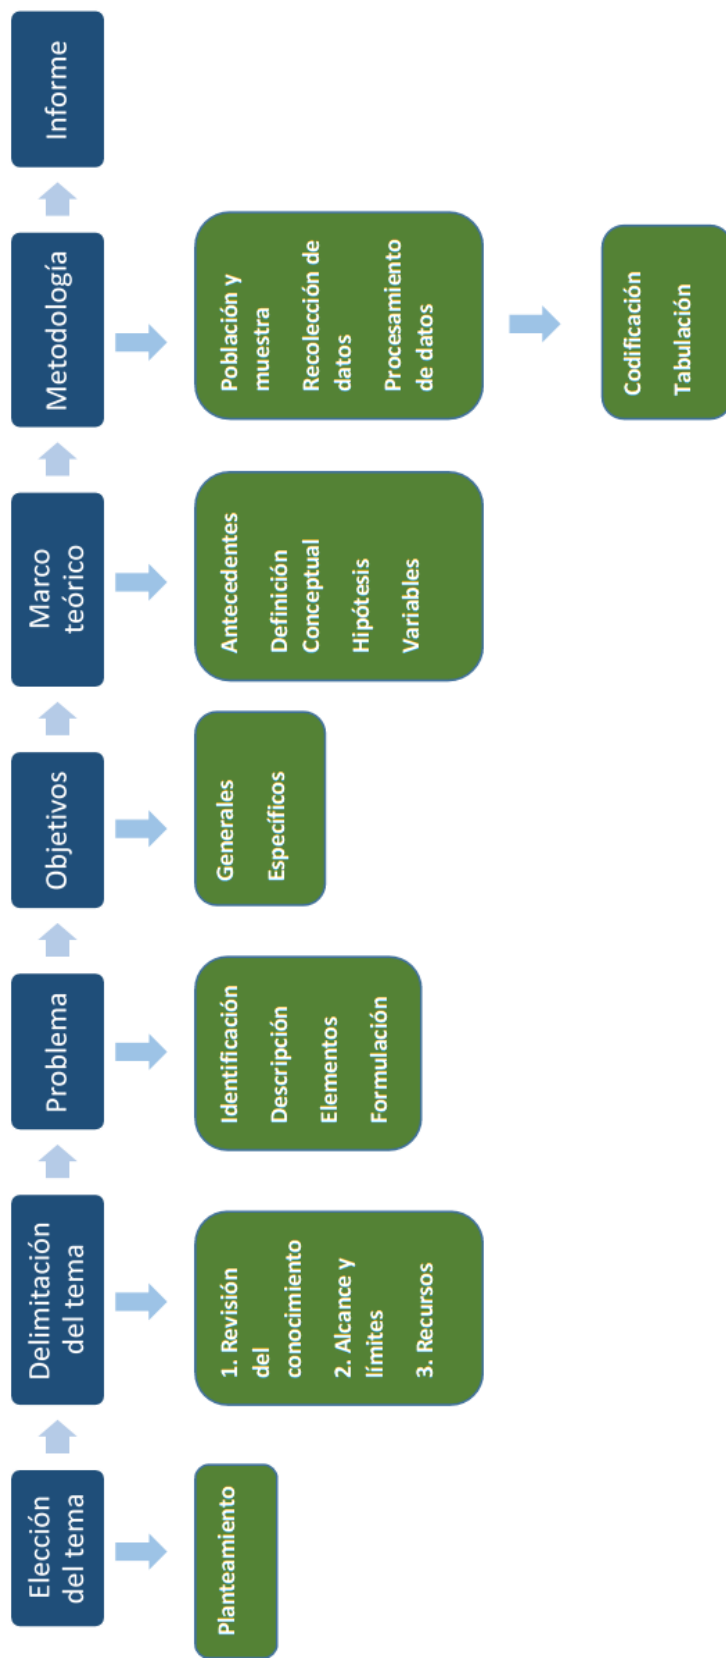 Elección
del tema
Delimitación
del tema
Problema
Objetivos
Marco
teórico
Metodología
Informe
Planteamiento
1. Revisión
del
conocimiento
2. Alcance y
límites
3. Recursos
Identificación
Descripción
Elementos
Formulación
Generales
Específicos
Antecedentes
Definición
Conceptual
Hipótesis
Variables
Población y
muestra
Recolección de
datos
Procesamiento
de datos
Codificación
Tabulación